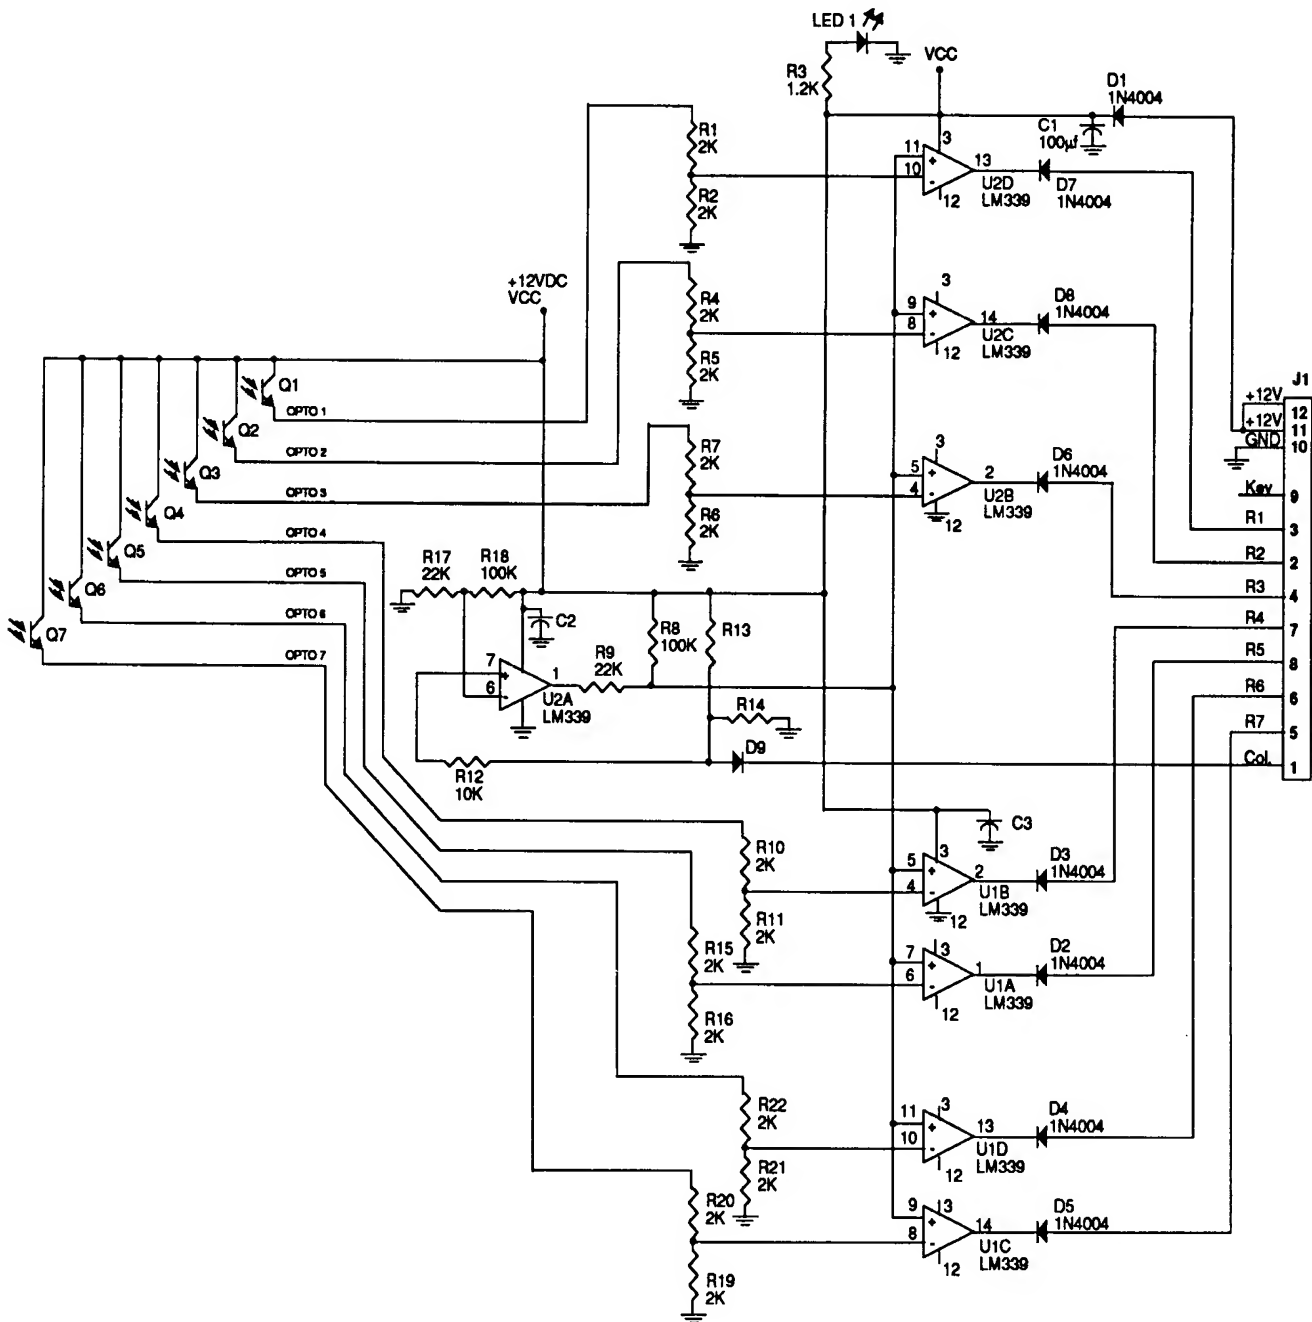 LED 1
VCC
R3
1.2K
D1
1N4004
C1
100µf
R1
2K
3
11
10
+
-
13
12
U2D
LM339
D7
1N4004
R2
2K
+12VDC
VCC
R4
2K
3
9
8
+
-
14
12
U2C
LM339
D8
1N4004
R5
2K
Q1
OPTO 1
Q2
OPTO 2
Q3
OPTO 3
Q4
OPTO 4
Q5
OPTO 5
Q6
OPTO 6
Q7
OPTO 7
R7
2K
3
5
4
+
-
2
12
U2B
LM339
D6
1N4004
R6
2K
J1
+12V
12
+12V
11
GND
10
Key
9
R1
3
R2
2
R3
4
R4
7
R5
8
R6
6
R7
5
Col.
1
R17
22K
R18
100K
C2
R8
100K
R13
7
6
+
-
1
U2A
LM339
R9
22K
R14
R12
10K
D9
C3
R10
2K
3
5
4
+
-
2
12
U1B
LM339
D3
1N4004
R11
2K
R15
2K
3
7
6
+
-
1
12
U1A
LM339
D2
1N4004
R16
2K
R22
2K
3
11
10
+
-
13
12
U1D
LM339
D4
1N4004
R21
2K
R20
2K
3
9
8
+
-
14
12
U1C
LM339
D5
1N4004
R19
2K